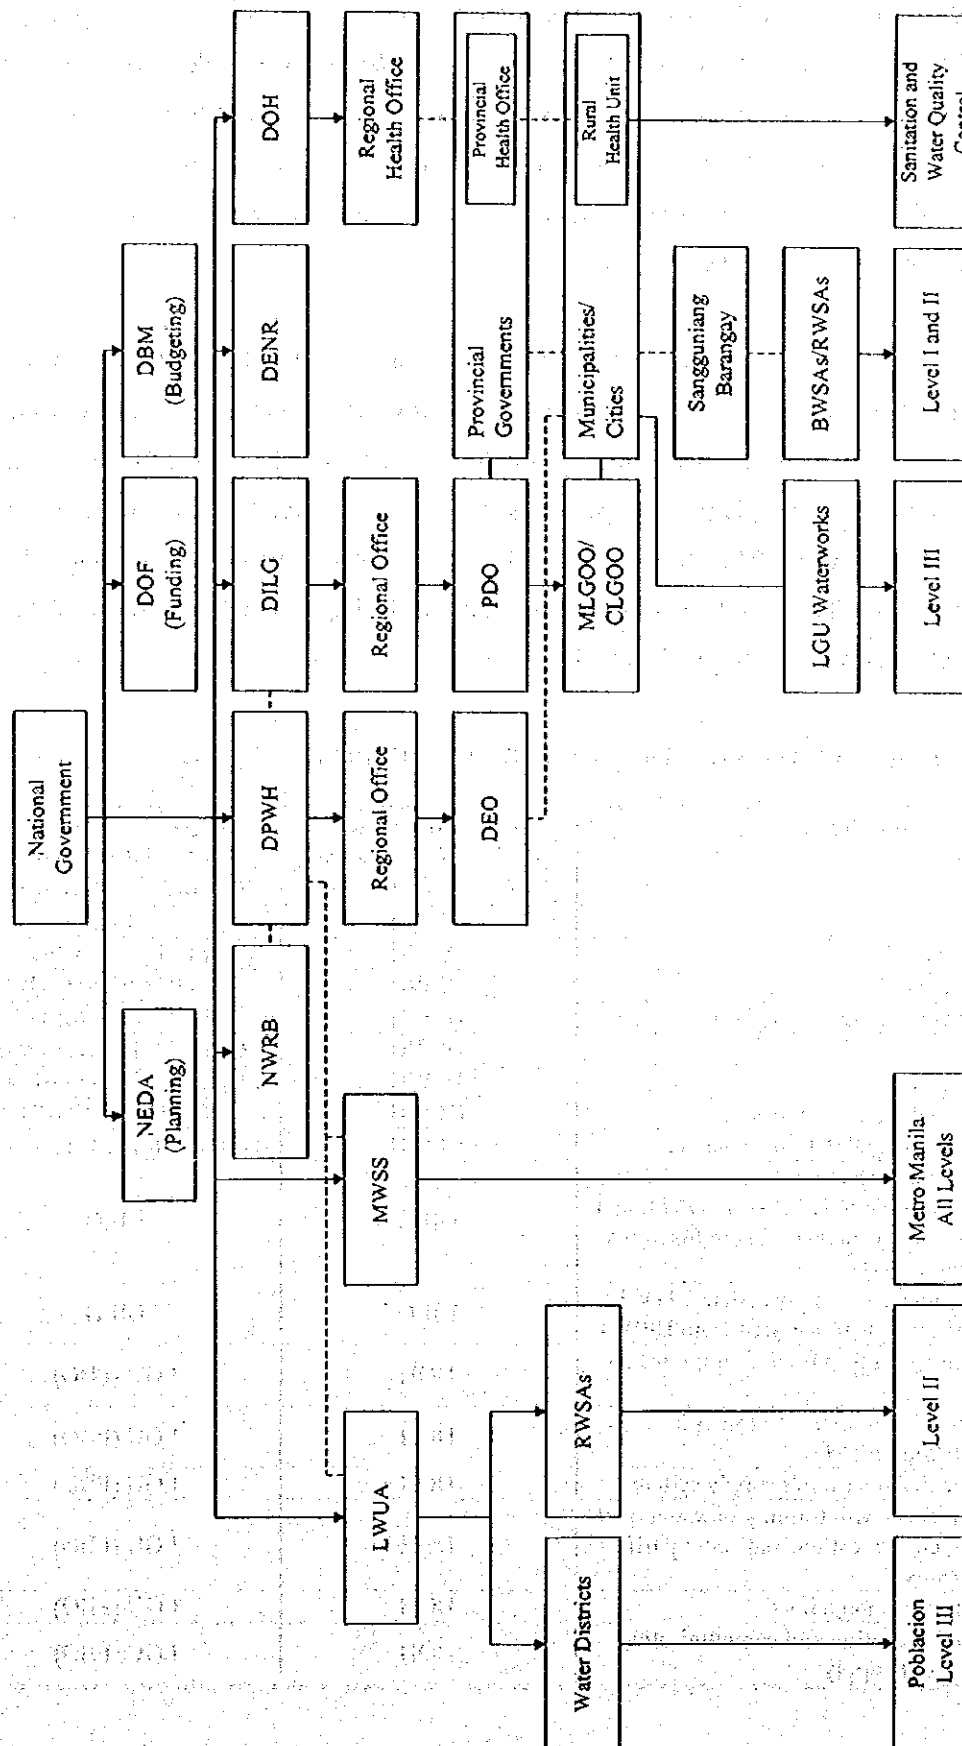 National
Government
NEDA
(Planning)
DOF
(Funding)
DBM
(Budgeting)
NWRB
DPWH
DILG
DENR
DOH
LWUA
MWSS
Regional Office
Regional Office
Regional
Health Office
DEO
PDO
Provincial
Governments
Provincial
Health Office
Water Districts
RWSAs
MLGOO/
CLGOO
Municipalities/
Cities
Rural
Health Unit
Sangguniang
Barangay
LGU Waterworks
BWSAs/RWSAs
Poblacion
Level III
Level II
Metro Manila
All Levels
Level III
Level I and II
Sanitation and
Water Quality